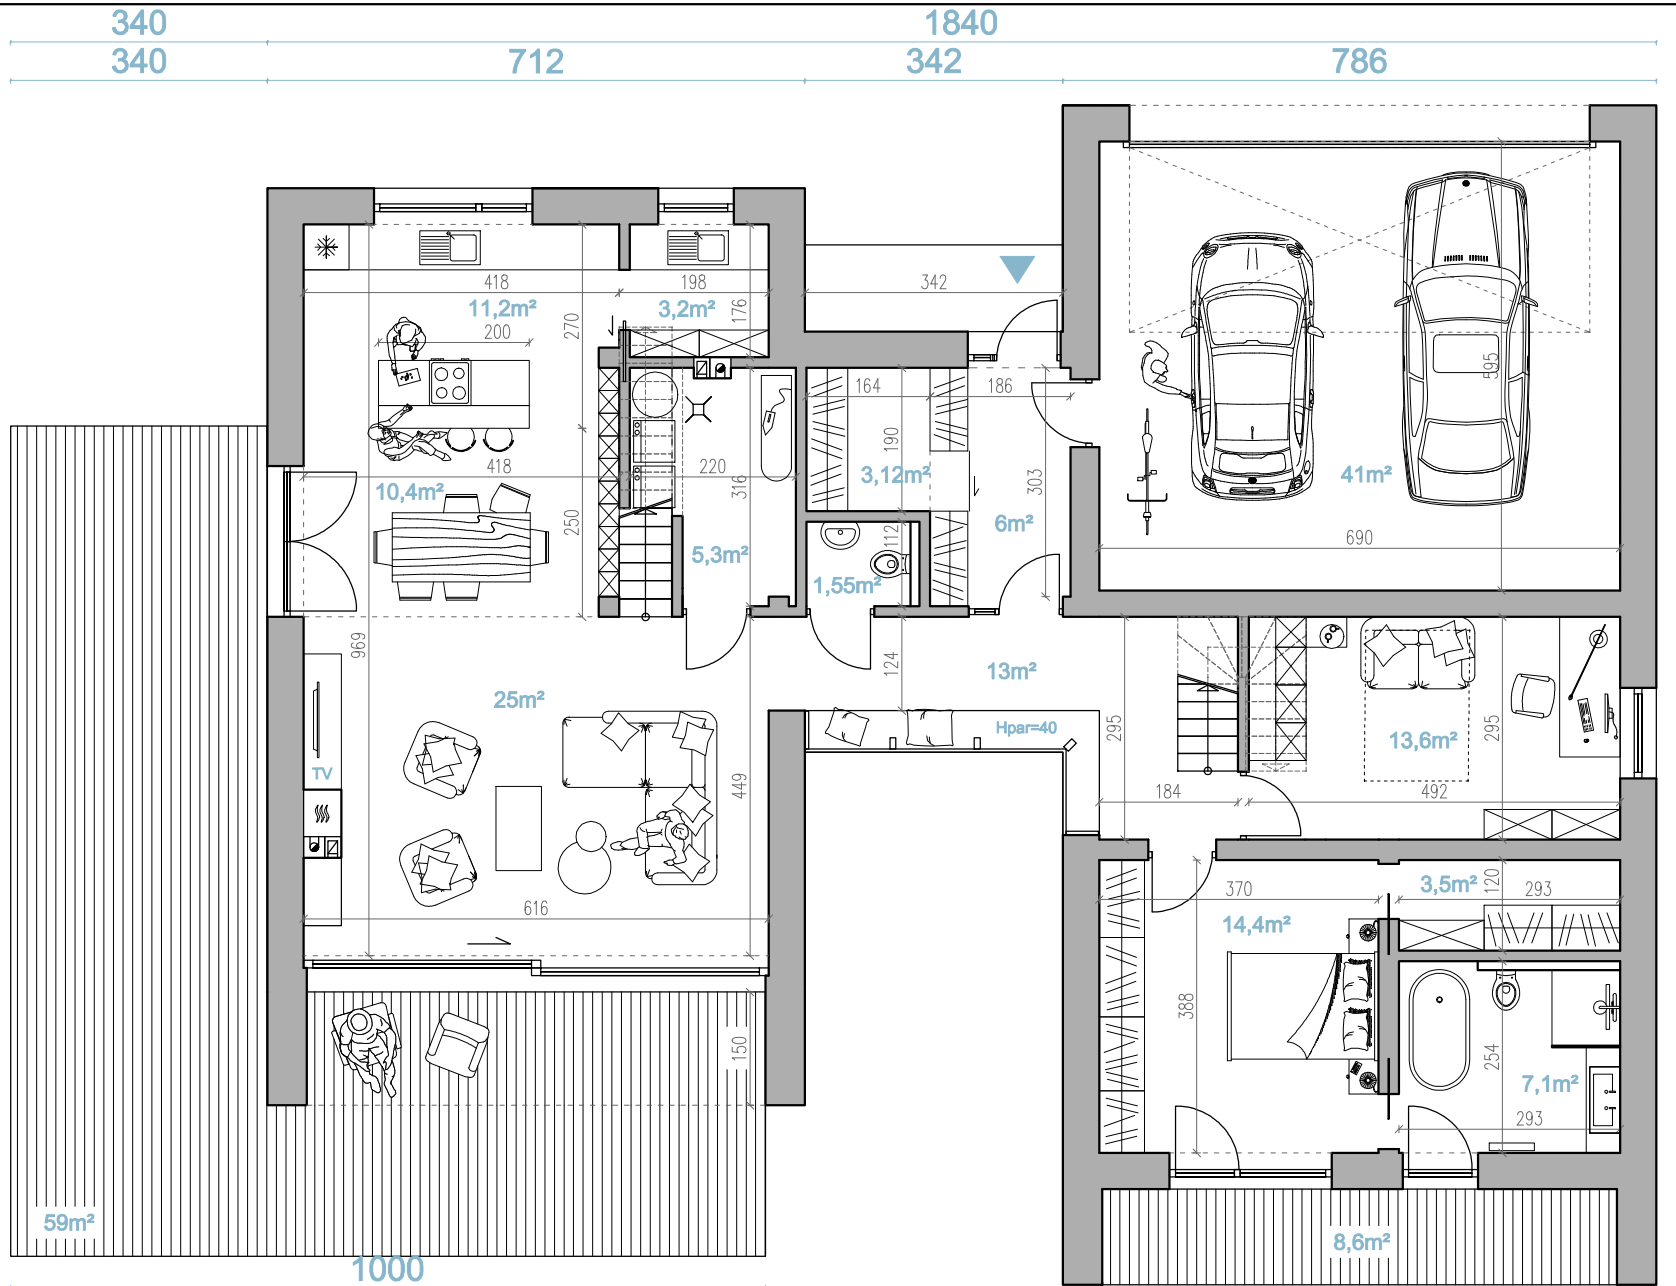 340 1840
340 712 342 786
418 198 342
11,2m² 3,2m² 176
200 270
595
164 186
190
418 220 3,12m² 303 41m²
10,4m² 316
250 6m²
112 690
5,3m² 1,55m²
969 124 13m²
25m²
Hpar=40 295 13,6m² 295
TV
449 184 492
370 3,5m² 120 293
616 14,4m²
388
150 254 7,1m²
293
59m² 8,6m²
1000